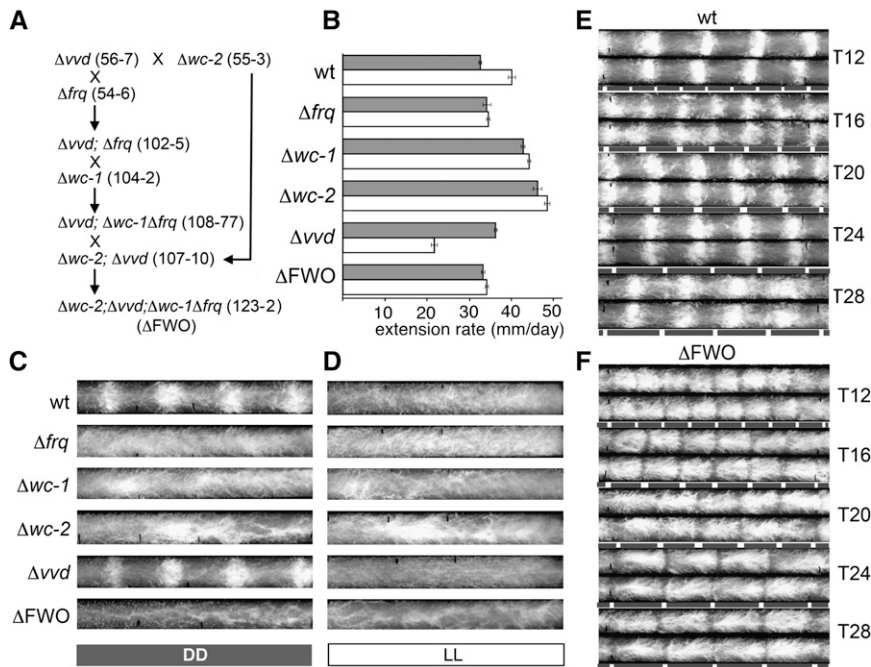 A
Δvvd (56-7) X Δwc-2 (55-3)
X
Δfrq (54-6)
Δvvd; Δfrq (102-5)
X
Δwc-1 (104-2)
Δvvd; Δwc-1Δfrq (108-77)
X
Δwc-2; Δvvd (107-10)
Δwc-2;Δvvd;Δwc-1Δfrq (123-2)
(ΔFWO)
B
wt
Δfrq
Δwc-1
Δwc-2
Δvvd
ΔFWO
0 10 20 30 40 50
extension rate (mm/day)
C
wt
Δfrq
Δwc-1
Δwc-2
Δvvd
ΔFWO
DD
D
LL
E
wt
T12
T16
T20
T24
T28
F
ΔFWO
T12
T16
T20
T24
T28